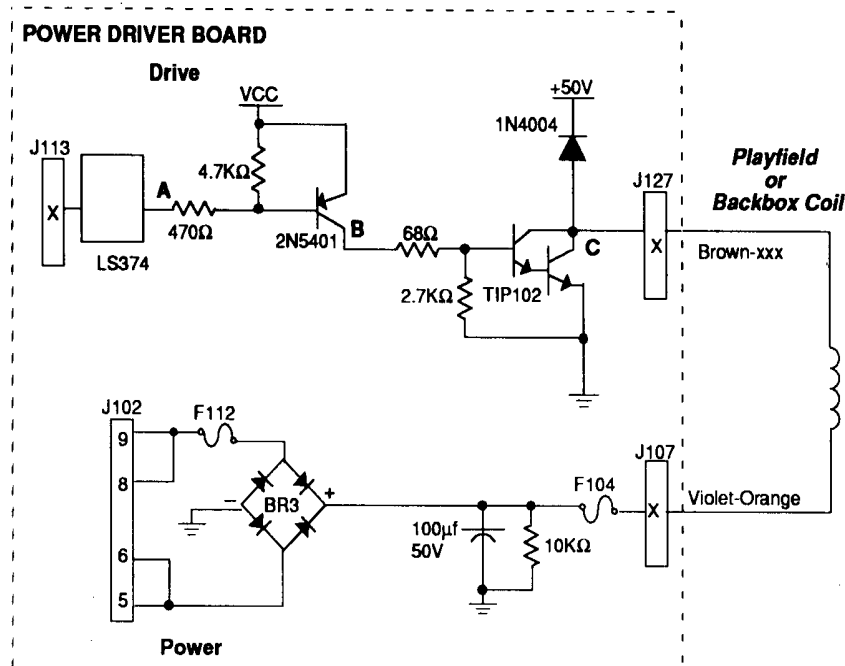 POWER DRIVER BOARD
Drive
VCC
+50V
1N4004
J113
4.7KΩ
A
X
470Ω
LS374
2N5401
B
68Ω
2.7KΩ
TIP102
C
J127
X
Playfield
or
Backbox Coil
Brown-xxx
J102
F112
9
8
6
5
BR3
–
+
100µf
50V
10KΩ
F104
J107
X
Violet-Orange
Power